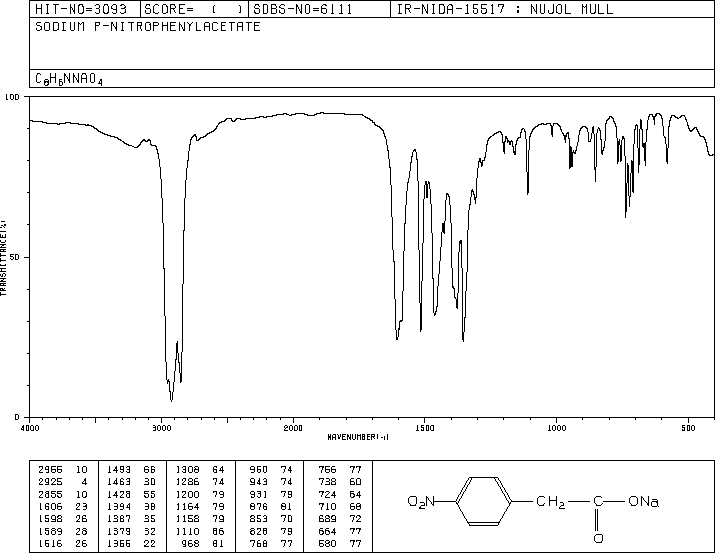 HIT-NO=3093 SCORE= ( ) SDBS-NO=6111 IR-NIDA-15517 : NUJOL MULL
SODIUM P-NITROPHENYLACETATE
C8H6NNAO4
100
50
0
TRANSMITTANCE(%)
4000 3000 2000 1500 1000 500
WAVENUMBER(-1)
2956 10 1493 66 1308 64 960 74 756 77
2925 4 1463 30 1286 74 943 74 738 60
2855 10 1428 55 1200 79 931 79 724 64
1606 23 1394 38 1164 79 876 81 710 68
1598 26 1387 35 1158 79 853 70 689 72
1589 28 1379 32 1110 66 828 79 664 77
1516 26 1355 22 968 81 768 77 580 77
O2N CH2 C ONa
O